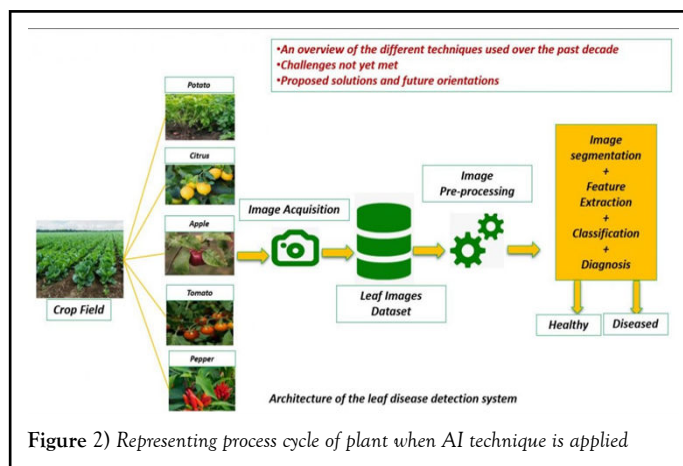 •An overview of the different techniques used over the past decade
•Challenges not yet met
•Proposed solutions and future orientations
Potato
Citrus
Apple
Tomato
Pepper
Crop Field
Image Acquisition
Leaf Images
Dataset
Image
Pre-processing
Image
segmentation
+
Feature
Extraction
+
Classification
+
Diagnosis
Healthy
Diseased
Architecture of the leaf disease detection system
Figure 2) Representing process cycle of plant when AI technique is applied